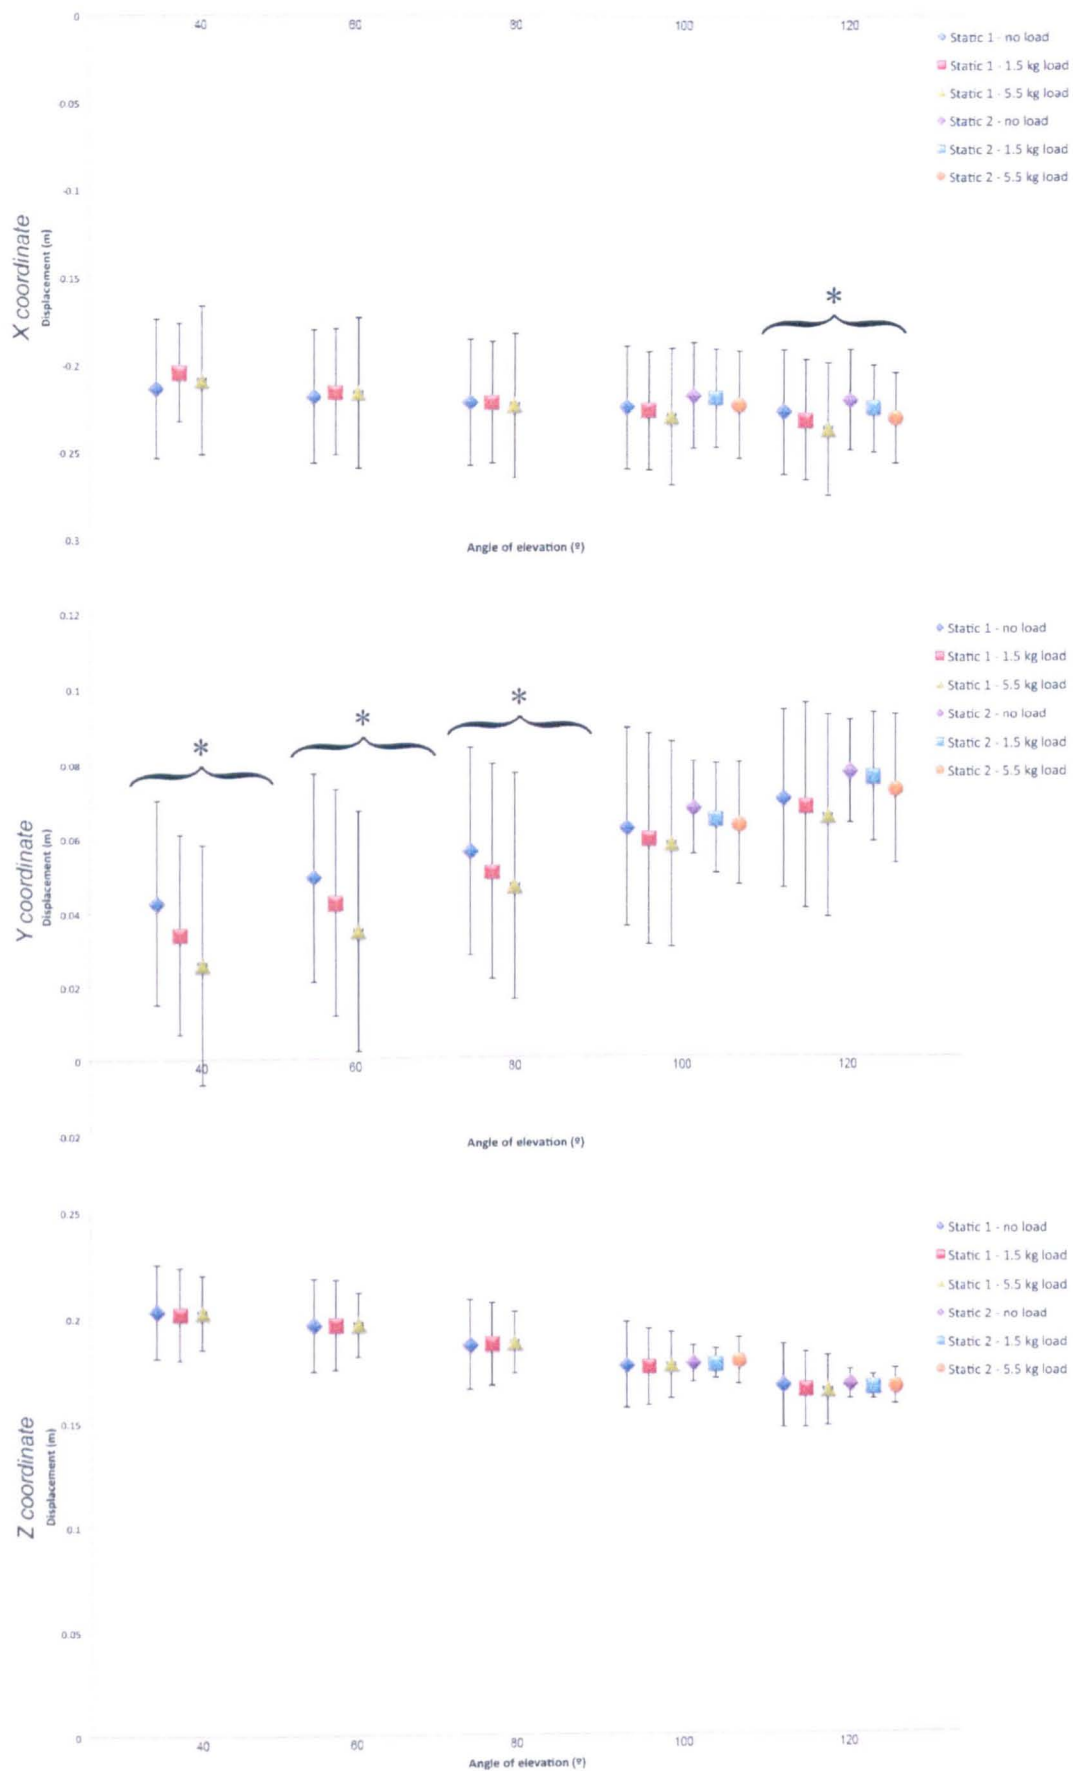 0
40
60
80
100
120
Static 1 - no load
Static 1 - 1.5 kg load
Static 1 - 5.5 kg load
Static 2 - no load
Static 2 - 1.5 kg load
Static 2 - 5.5 kg load
-0.05
-0.1
-0.15
-0.2
-0.25
-0.3
X coordinate
Displacement (m)
*
Angle of elevation (º)
0.12
0.1
0.08
0.06
0.04
0.02
0
-0.02
Y coordinate
Displacement (m)
*
*
*
40
60
80
100
120
Static 1 - no load
Static 1 - 1.5 kg load
Static 1 - 5.5 kg load
Static 2 - no load
Static 2 - 1.5 kg load
Static 2 - 5.5 kg load
Angle of elevation (º)
0.25
0.2
0.15
0.1
0.05
0
Z coordinate
Displacement (m)
Static 1 - no load
Static 1 - 1.5 kg load
Static 1 - 5.5 kg load
Static 2 - no load
Static 2 - 1.5 kg load
Static 2 - 5.5 kg load
40
60
80
100
120
Angle of elevation (º)